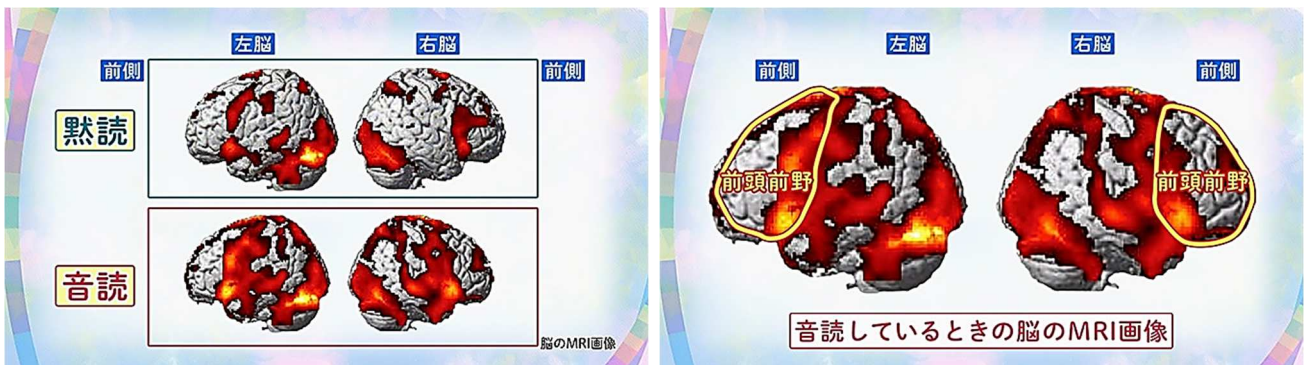 左脳
右脳
前側
前側
黙読
音読
脳のMRI画像
左脳
右脳
前側
前側
前頭前野
前頭前野
音読しているときの脳のMRI画像